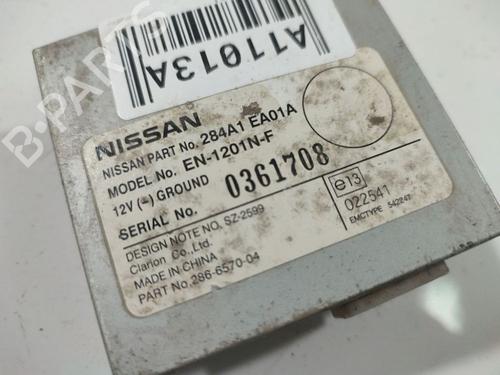 A11013A
NISSAN
NISSAN PART No. 284A1 EA01A
MODEL No. EN-1201N-F
12V (-) GROUND
SERIAL No. 0361708
DESIGN NOTE NO. SZ-2599
Clarion Co.,Ltd.
MADE IN CHINA
PART No.286-6570-04
e13
022541
EMCTYPE 542247
B-PARTS